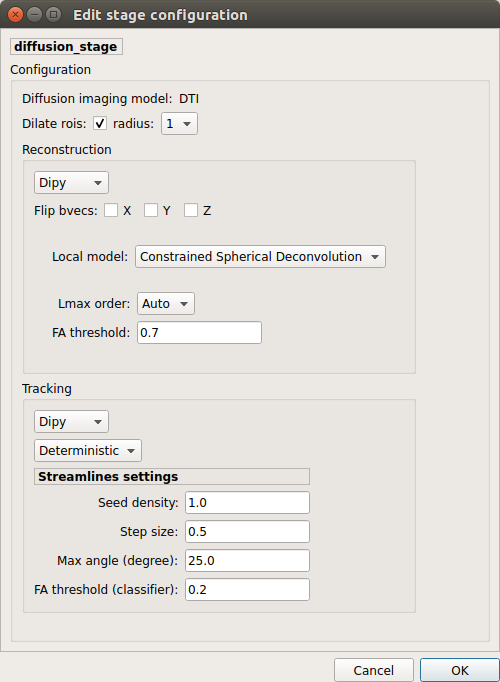 Edit stage configuration
diffusion_stage
Configuration
Diffusion imaging model: DTI
Dilate rois: radius: 1
Reconstruction
Dipy
Flip bvecs: X Y Z
Local model: Constrained Spherical Deconvolution
Lmax order: Auto
FA threshold: 0.7
Tracking
Dipy
Deterministic
Streamlines settings
Seed density: 1.0
Step size: 0.5
Max angle (degree): 25.0
FA threshold (classifier): 0.2
Cancel OK